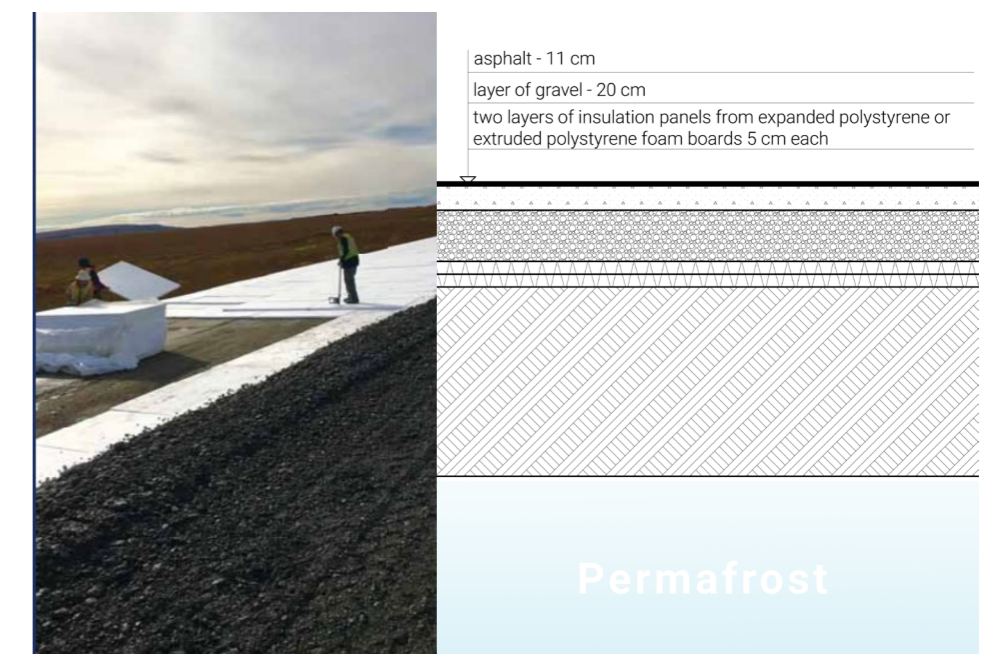 asphalt - 11 cm
layer of gravel - 20 cm
two layers of insulation panels from expanded polystyrene or
extruded polystyrene foam boards 5 cm each
Permafrost